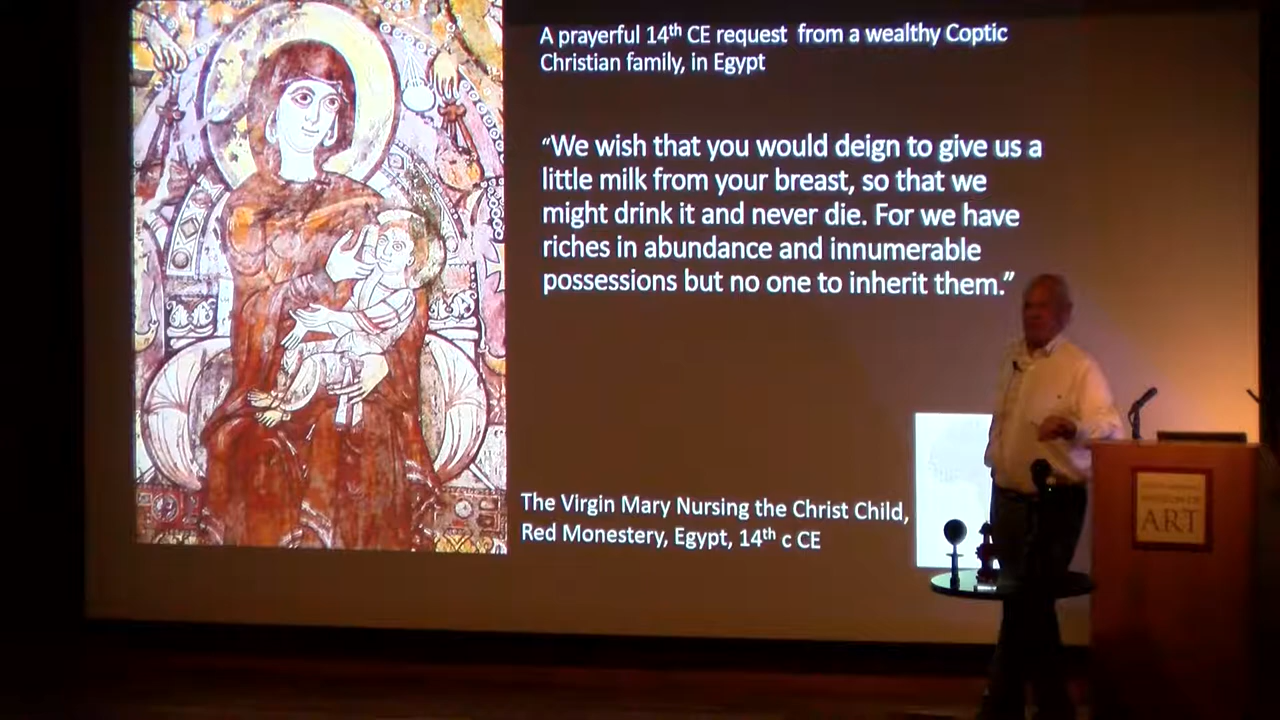 A prayerful 14th CE request from a wealthy Coptic
Christian family, in Egypt
“We wish that you would deign to give us a
little milk from your breast, so that we
might drink it and never die. For we have
riches in abundance and innumerable
possessions but no one to inherit them.”
The Virgin Mary Nursing the Christ Child,
Red Monestery, Egypt, 14th c CE
ART